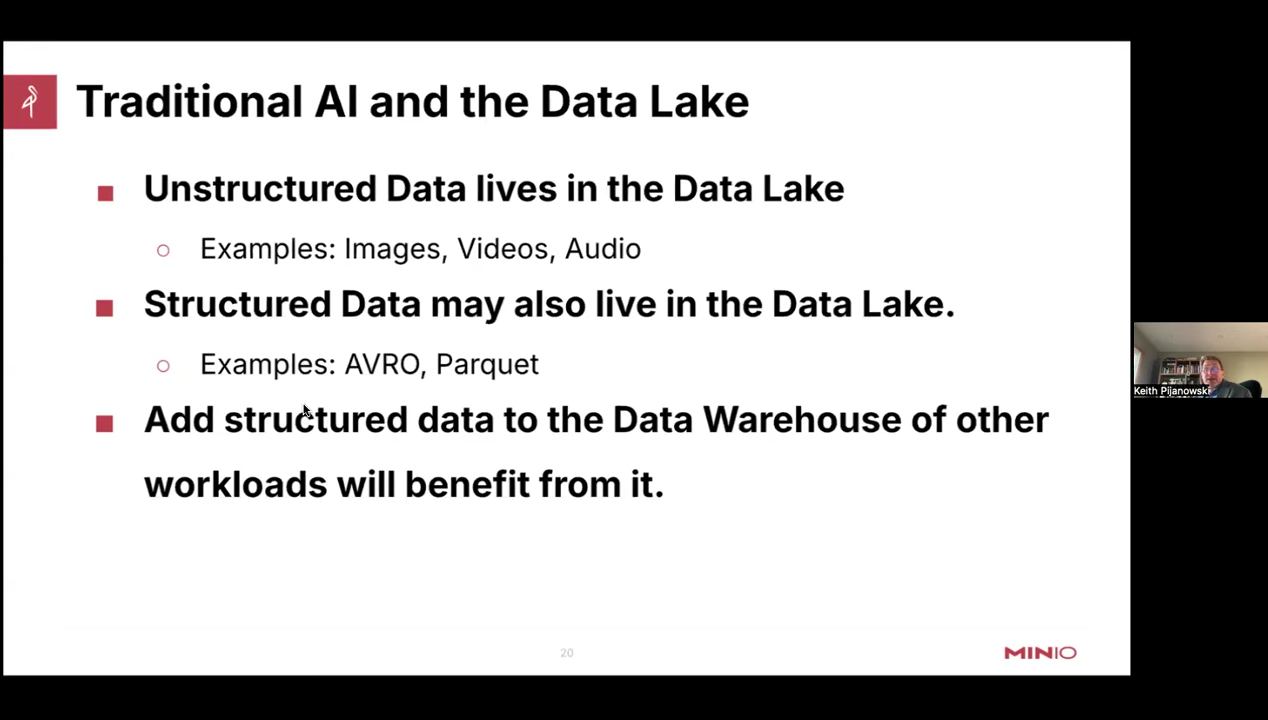 Traditional AI and the Data Lake
Unstructured Data lives in the Data Lake
Examples: Images, Videos, Audio
Structured Data may also live in the Data Lake.
Examples: AVRO, Parquet
Add structured data to the Data Warehouse of other
workloads will benefit from it.
Keith Pijanowski
20
MINIO